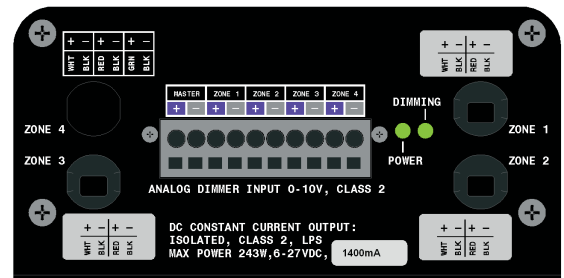 + - + - + -
WHT BLK RED BLK GRN BLK
+ - + -
WHT BLK RED BLK
MASTER ZONE 1 ZONE 2 ZONE 3 ZONE 4
+ - + - + - + - + -
DIMMING
ZONE 4
ZONE 1
POWER
ZONE 3
ZONE 2
ANALOG DIMMER INPUT 0-10V, CLASS 2
+ - + -
WHT BLK RED BLK
DC CONSTANT CURRENT OUTPUT:
ISOLATED, CLASS 2, LPS
MAX POWER 243W,6-27VDC, 1400mA
+ - + -
WHT BLK RED BLK